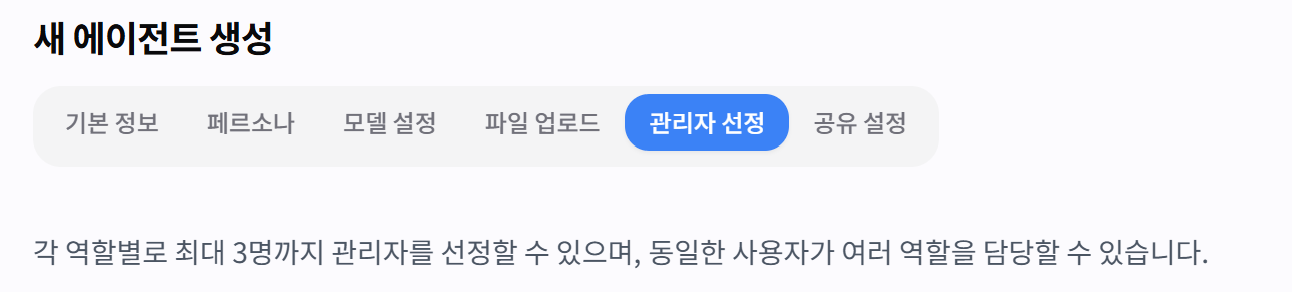 새 에이전트 생성
기본 정보 페르소나 모델 설정 파일 업로드 관리자 선정 공유 설정
각 역할별로 최대 3명까지 관리자를 선정할 수 있으며, 동일한 사용자가 여러 역할을 담당할 수 있습니다.